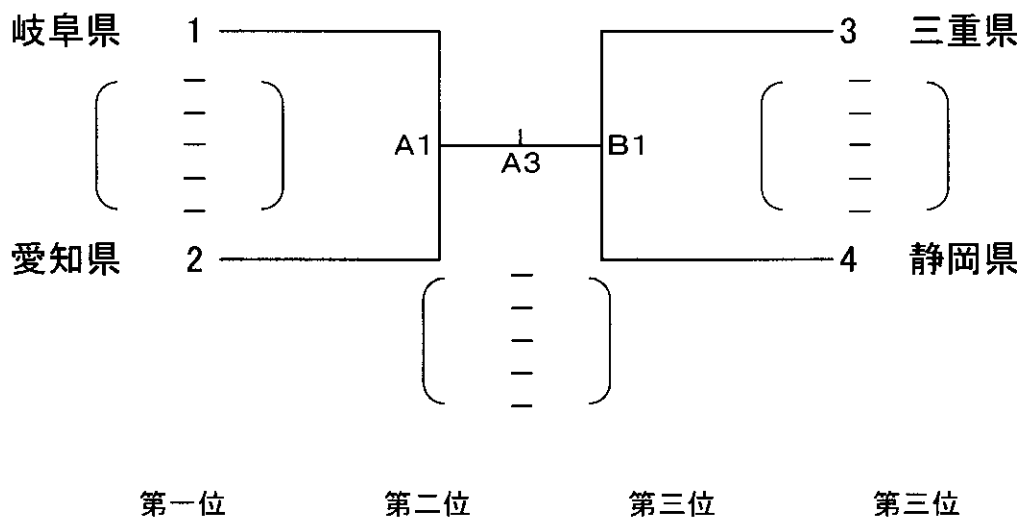 岐阜県 1
3 三重県
A1
A3
B1
愛知県 2
4 静岡県
第一位 第二位 第三位 第三位